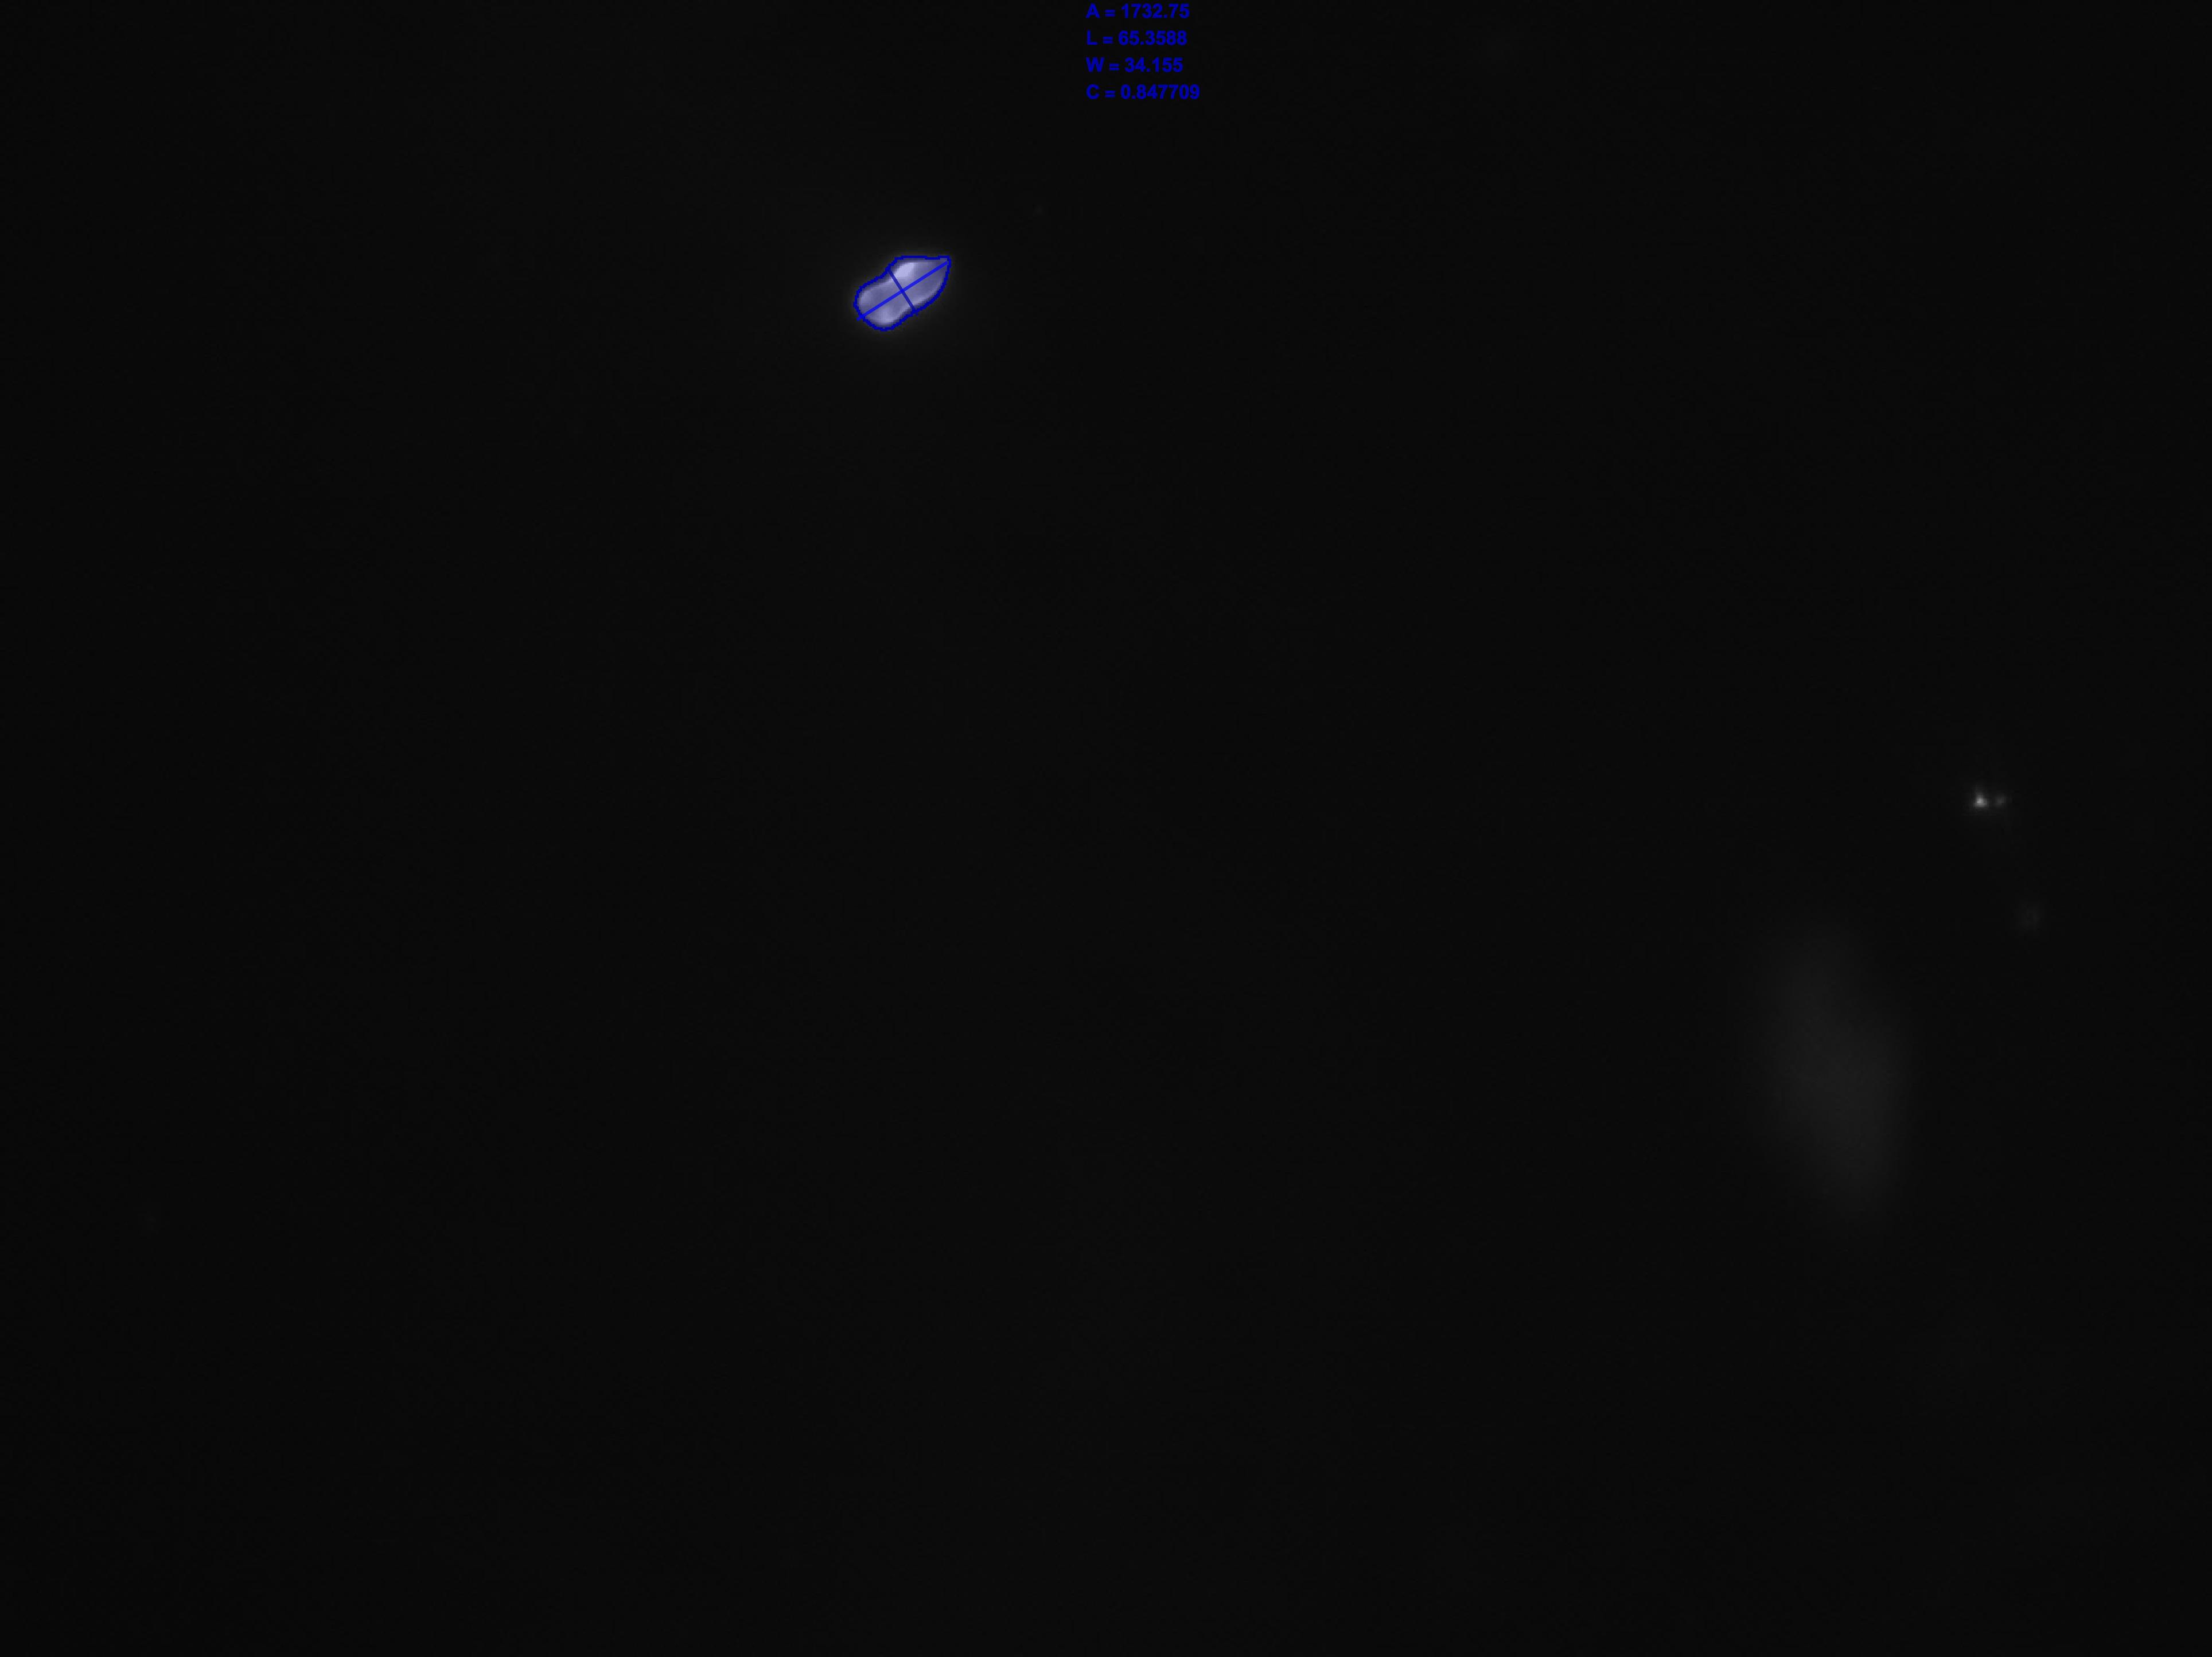 A = 1732.75
L = 65.3588
W = 34.155
C = 0.847709